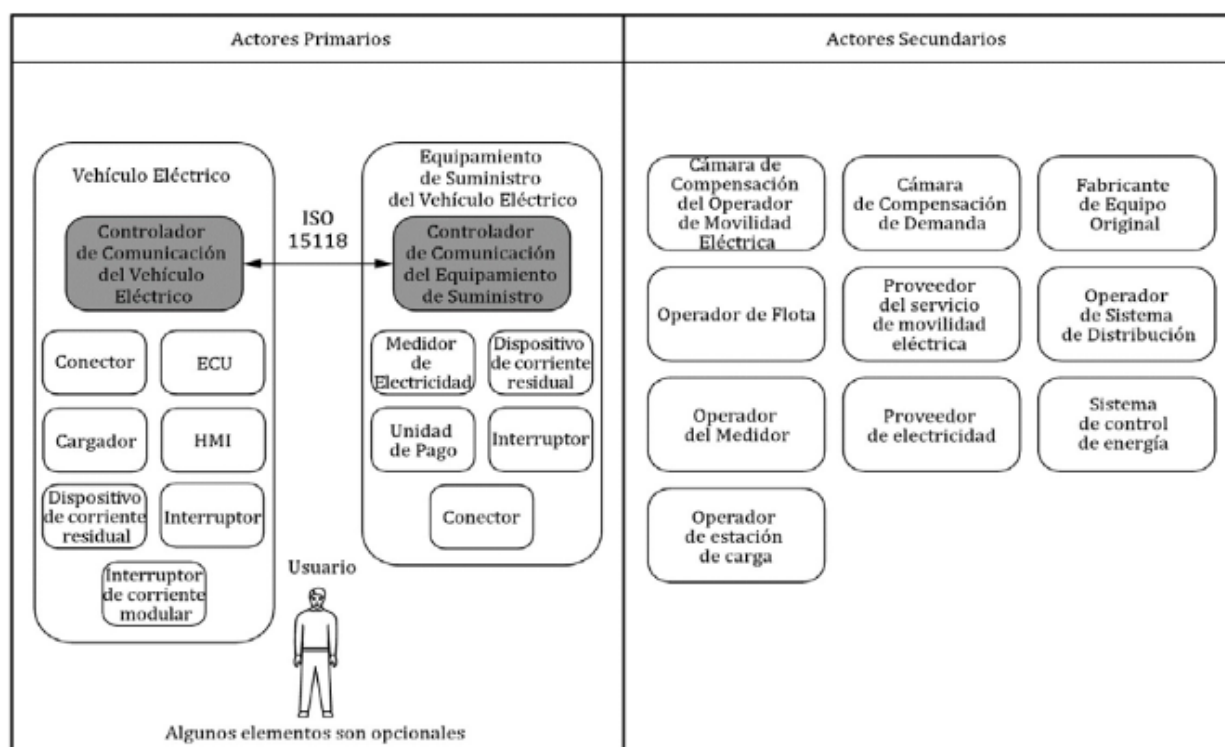 Actores Primarios
Actores Secundarios
Vehículo Eléctrico
Controlador
de Comunicación
del Vehículo
Eléctrico
ISO
15118
Equipamiento
de Suministro
del Vehículo Eléctrico
Controlador
de Comunicación
del Equipamiento
de Suministro
Conector
ECU
Cargador
HMI
Dispositivo
de corriente
residual
Interruptor
Interruptor
de corriente
modular
Medidor
de
Electricidad
Dispositivo
de corriente
residual
Unidad
de Pago
Interruptor
Conector
Usuario
Algunos elementos son opcionales
Cámara de
Compensación
del Operador
de Movilidad
Eléctrica
Cámara
de Compensación
de Demanda
Fabricante
de Equipo
Original
Operador de Flota
Proveedor
del servicio
de movilidad
eléctrica
Operador
de Sistema
de Distribución
Operador
del Medidor
Proveedor
de electricidad
Sistema
de control
de energía
Operador
de estación
de carga